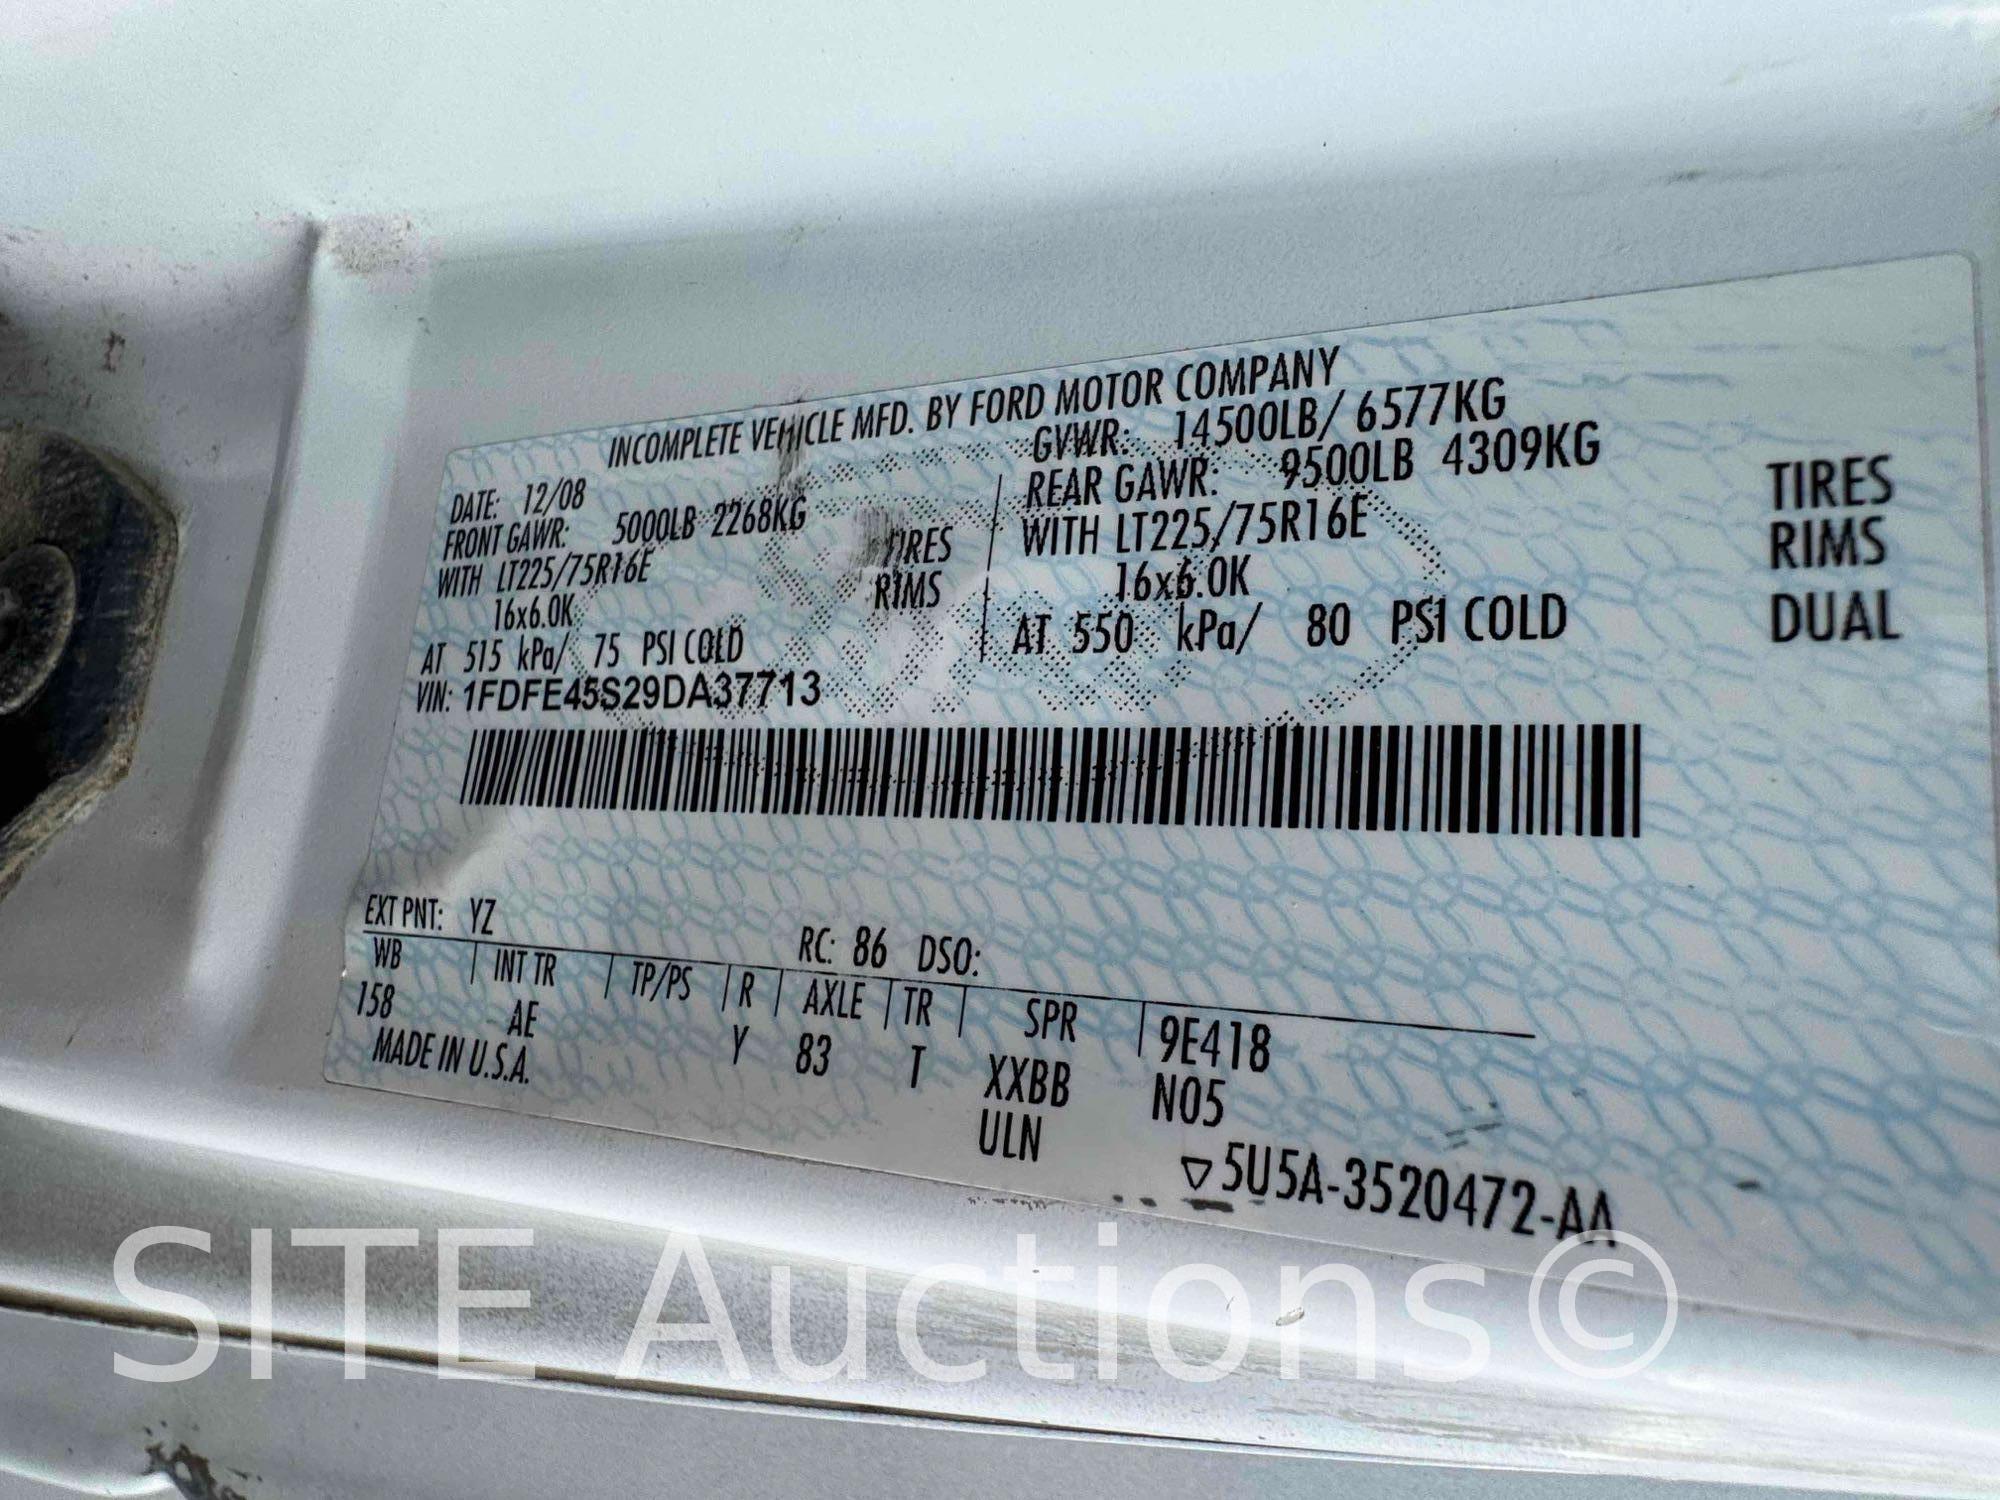 INCOMPLETE VEHICLE MFD. BY FORD MOTOR COMPANY
DATE: 12/08 GVWR: 14500LB/ 6577KG
FRONT GAWR: 5000LB 2268KG REAR GAWR: 9500LB 4309KG
WITH LT225/75R16E TIRES WITH LT225/75R16E TIRES
16x6.0K RIMS 16x6.0K RIMS
AT 515 kPa/ 75 PSI COLD AT 550 kPa/ 80 PSI COLD DUAL
VIN: 1FDFE45S29DA37713
EXT PNT: YZ RC: 86 DSO:
WB INT TR TP/PS R AXLE TR SPR 9E418
158 AE Y 83 T XXBB N05
MADE IN U.S.A. ULN
▽5U5A-3520472-AA
SITE Auctions©